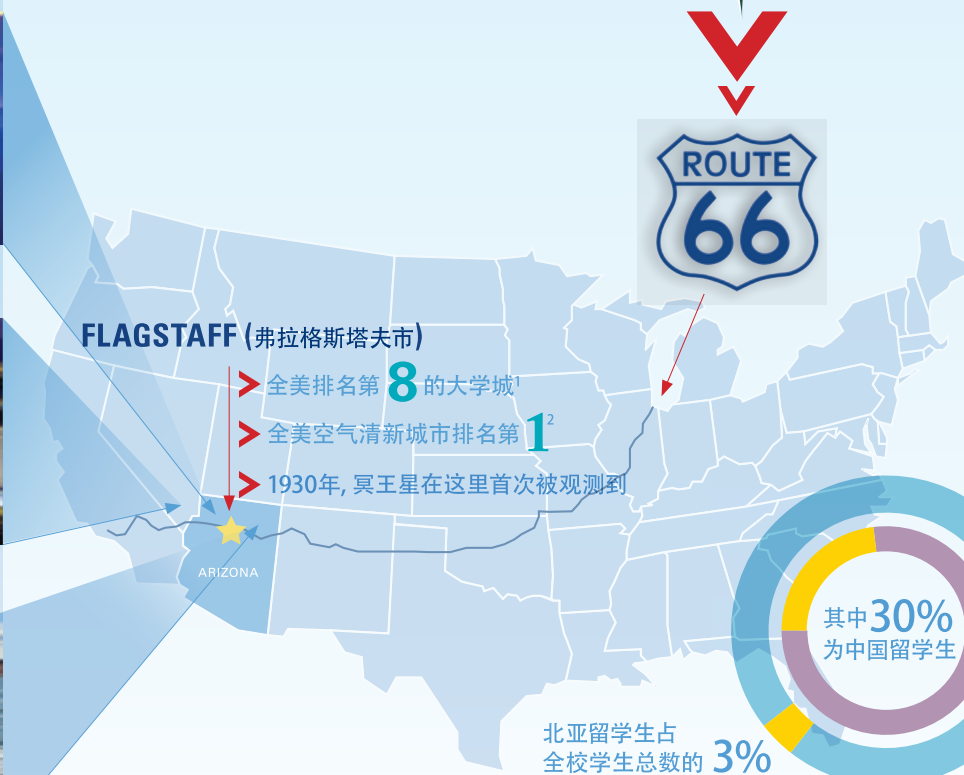 ROUTE
66
FLAGSTAFF (弗拉格斯塔夫市)
全美排名第8的大学城1
全美空气清新城市排名第1 2
1930年, 冥王星在这里首次被观测到
ARIZONA
其中30%
为中国留学生
北亚留学生占
全校学生总数的 3%